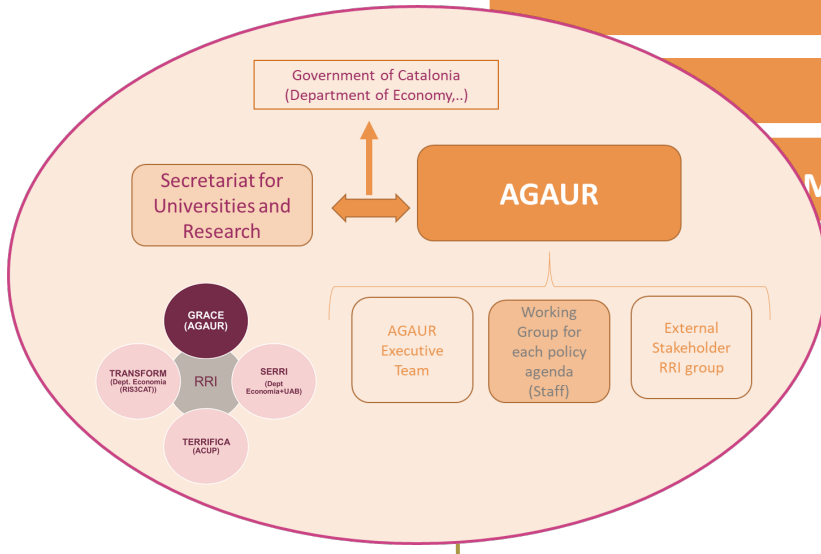 Government of Catalonia
(Department of Economy,..)
Secretariat for
Universities and
Research
AGAUR
M
GRACE
(AGAUR)
TRANSFORM
(Dept. Economia
(RIS3CAT))
RRI
SERRI
(Dept
Economia+UAB)
TERRIFICA
(ACUP)
AGAUR
Executive
Team
Working
Group for
each policy
agenda
(Staff)
External
Stakeholder
RRI group